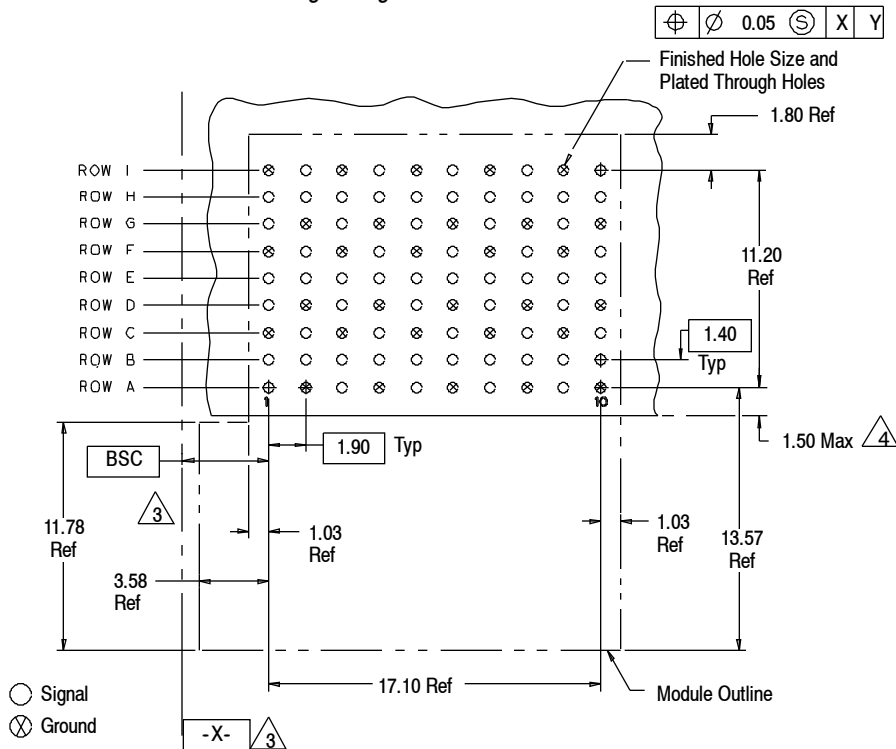 ⌖ ⌀ 0.05 Ⓢ X Y
Finished Hole Size and
Plated Through Holes
1.80 Ref
ROW I
ROW H
ROW G
ROW F
ROW E
ROW D
ROW C
ROW B
ROW A
11.20
Ref
1.40
Typ
1
10
1.90 Typ
BSC
3
1.50 Max 4
11.78
Ref
1.03
Ref
1.03
Ref
13.57
Ref
3.58
Ref
17.10 Ref
Module Outline
Signal
Ground
-X- 3